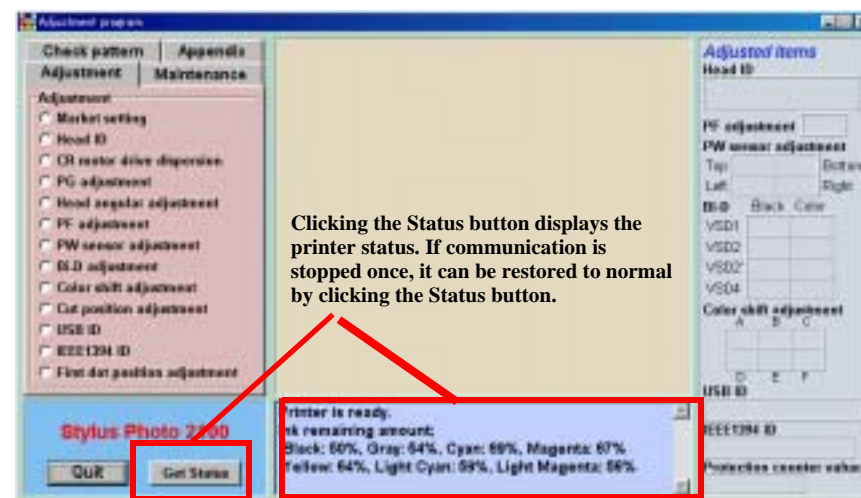 Adjustment program
Check pattern Appendix
Adjustment Maintenance
Adjustment
Market setting
Head ID
CR motor drive dispersion
PG adjustment
Head angular adjustment
PF adjustment
PW sensor adjustment
Bi-D adjustment
Color shift adjustment
Cut position adjustment
USB ID
IEEE1394 ID
First dot position adjustment
Stylus Photo 2100
Quit Get Status
Clicking the Status button displays the
printer status. If communication is
stopped once, it can be restored to normal
by clicking the Status button.
Printer is ready.
Ink remaining amount;
Black: 60%, Gray: 64%, Cyan: 69%, Magenta: 67%
Yellow: 64%, Light Cyan: 59%, Light Magenta: 56%
Adjusted items
Head ID
PF adjustment
PW sensor adjustment
Top: Bottom
Left: Right:
Bi-D Black Color
VSD1
VSD2
VSD2'
VSD4
Color shift adjustment
A B C
D E F
USB ID
IEEE1394 ID
Protection counter value